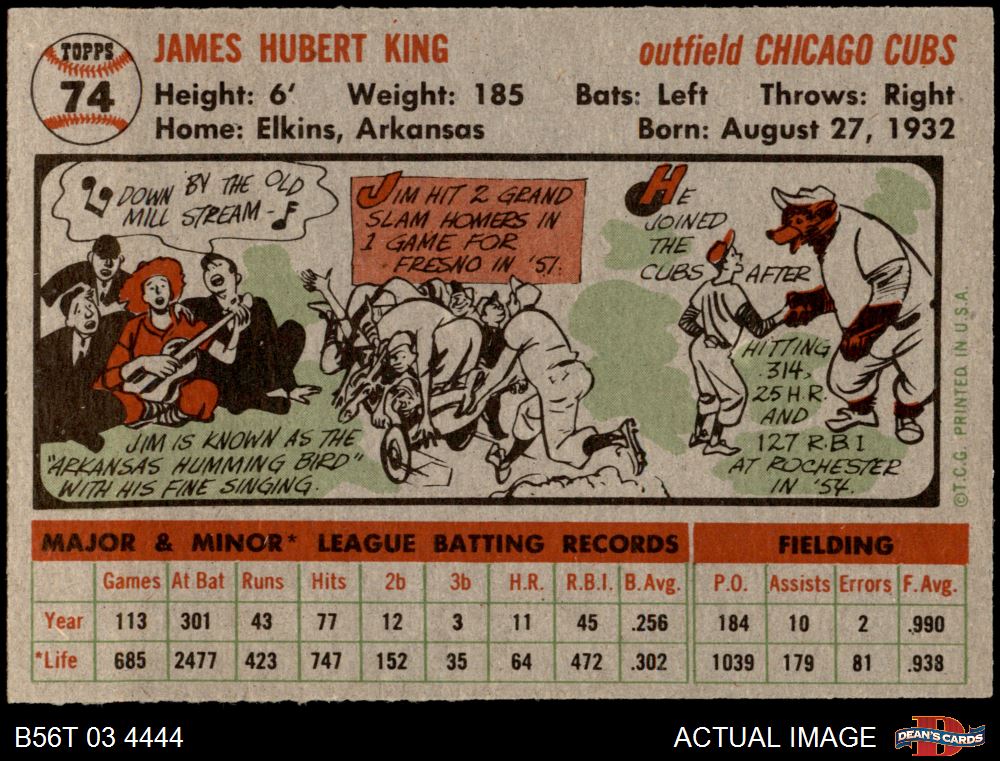 TOPPS
74
JAMES HUBERT KING
outfield CHICAGO CUBS
Height: 6' Weight: 185 Bats: Left Throws: Right
Home: Elkins, Arkansas Born: August 27, 1932
DOWN BY THE OLD
MILL STREAM-
JIM IS KNOWN AS THE
"ARKANSAS HUMMING BIRD"
WITH HIS FINE SINGING.
JIM HIT 2 GRAND
SLAM HOMERS IN
1 GAME FOR
FRESNO IN '51.
HE
JOINED
THE
CUBS AFTER
HITTING
.314,
25 H.R.
AND
127 R.B.I
AT ROCHESTER
IN '54.
©T.C.G. PRINTED IN U.S.A.
MAJOR & MINOR* LEAGUE BATTING RECORDS FIELDING
Games At Bat Runs Hits 2b 3b H.R. R.B.I. B.Avg. P.O. Assists Errors F.Avg.
Year 113 301 43 77 12 3 11 45 .256 184 10 2 .990
*Life 685 2477 423 747 152 35 64 472 .302 1039 179 81 .938
B56T 03 4444 ACTUAL IMAGE
DEAN'S CARDS